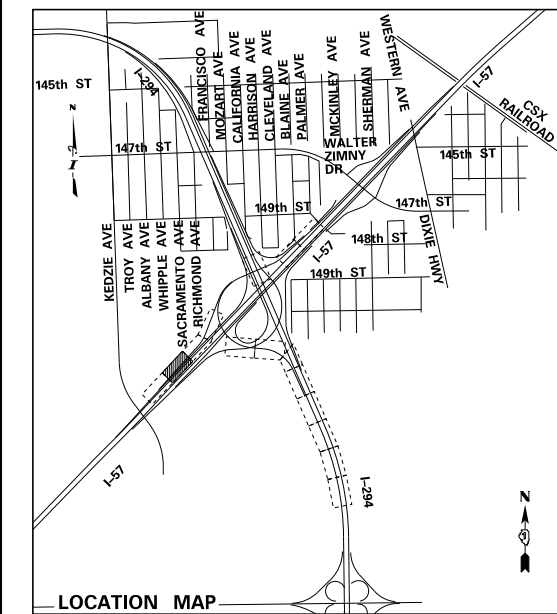 FRANCISCO AVE
MOZART AVE
CALIFORNIA AVE
HARRISON AVE
CLEVELAND AVE
BLAINE AVE
PALMER AVE
MCKINLEY AVE
SHERMAN AVE
WESTERN AVE
I-57
CSX
RAILROAD
145th ST
I-294
N
147th ST
WALTER
ZIMNY
DR
145th ST
149th ST
147th ST
I-57
148th ST
DIXIE HWY
149th ST
KEDZIE AVE
TROY AVE
ALBANY AVE
WHIPPLE AVE
SACRAMENTO AVE
RICHMOND AVE
I-57
I-294
N
LOCATION MAP